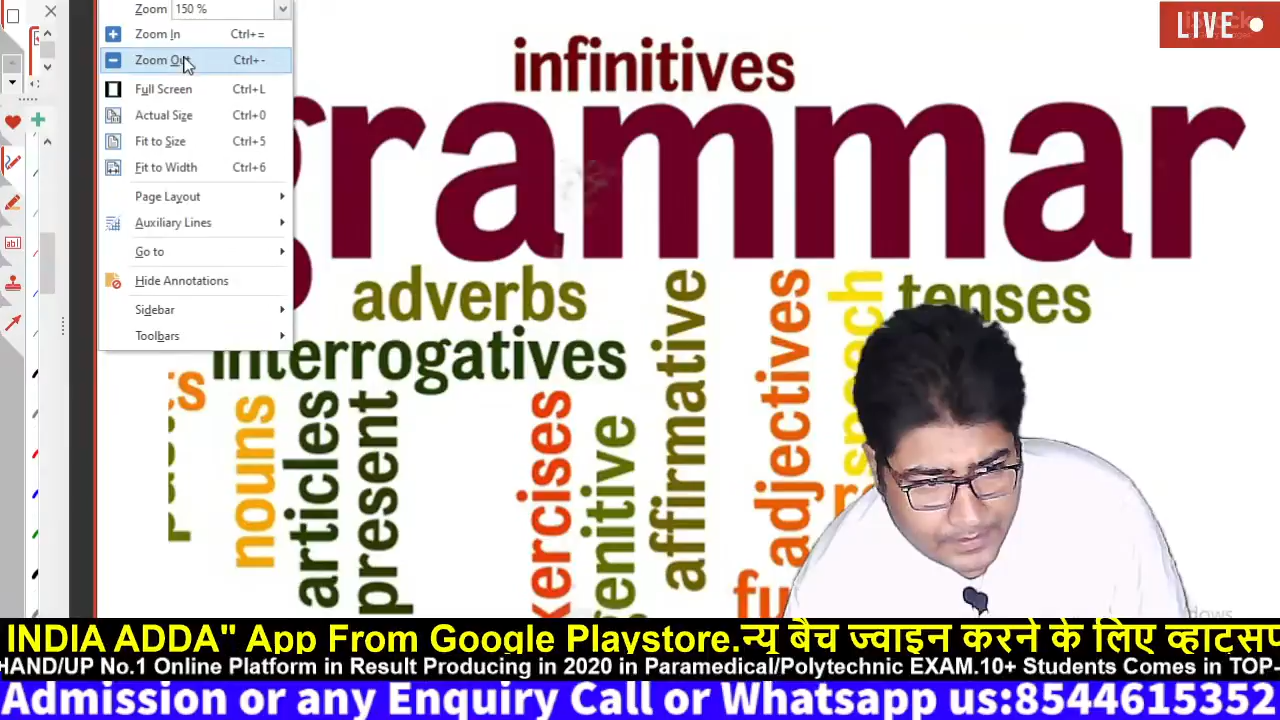 Zoom 150 %
Zoom In Ctrl+=
Zoom Ctrl+-
Full Screen Ctrl+L
Actual Size Ctrl+0
Fit to Size Ctrl+5
Fit to Width Ctrl+6
Page Layout
Auxiliary Lines
Go to
Hide Annotations
Sidebar
Toolbars
LIVE
infinitives
grammar
adverbs
interrogatives
nouns
articles
present
affirmative
adjectives
speech
tenses
INDIA ADDA" App From Google Playstore.न्यू बैच ज्वाइन करने के लिए
HAND/UP No.1 Online Platform in Result Producing in 2020 in Paramedical/Polytechnic EXAM.10+ Students Comes in TOP-
Admission or any Enquiry Call or Whatsapp us:8544615352